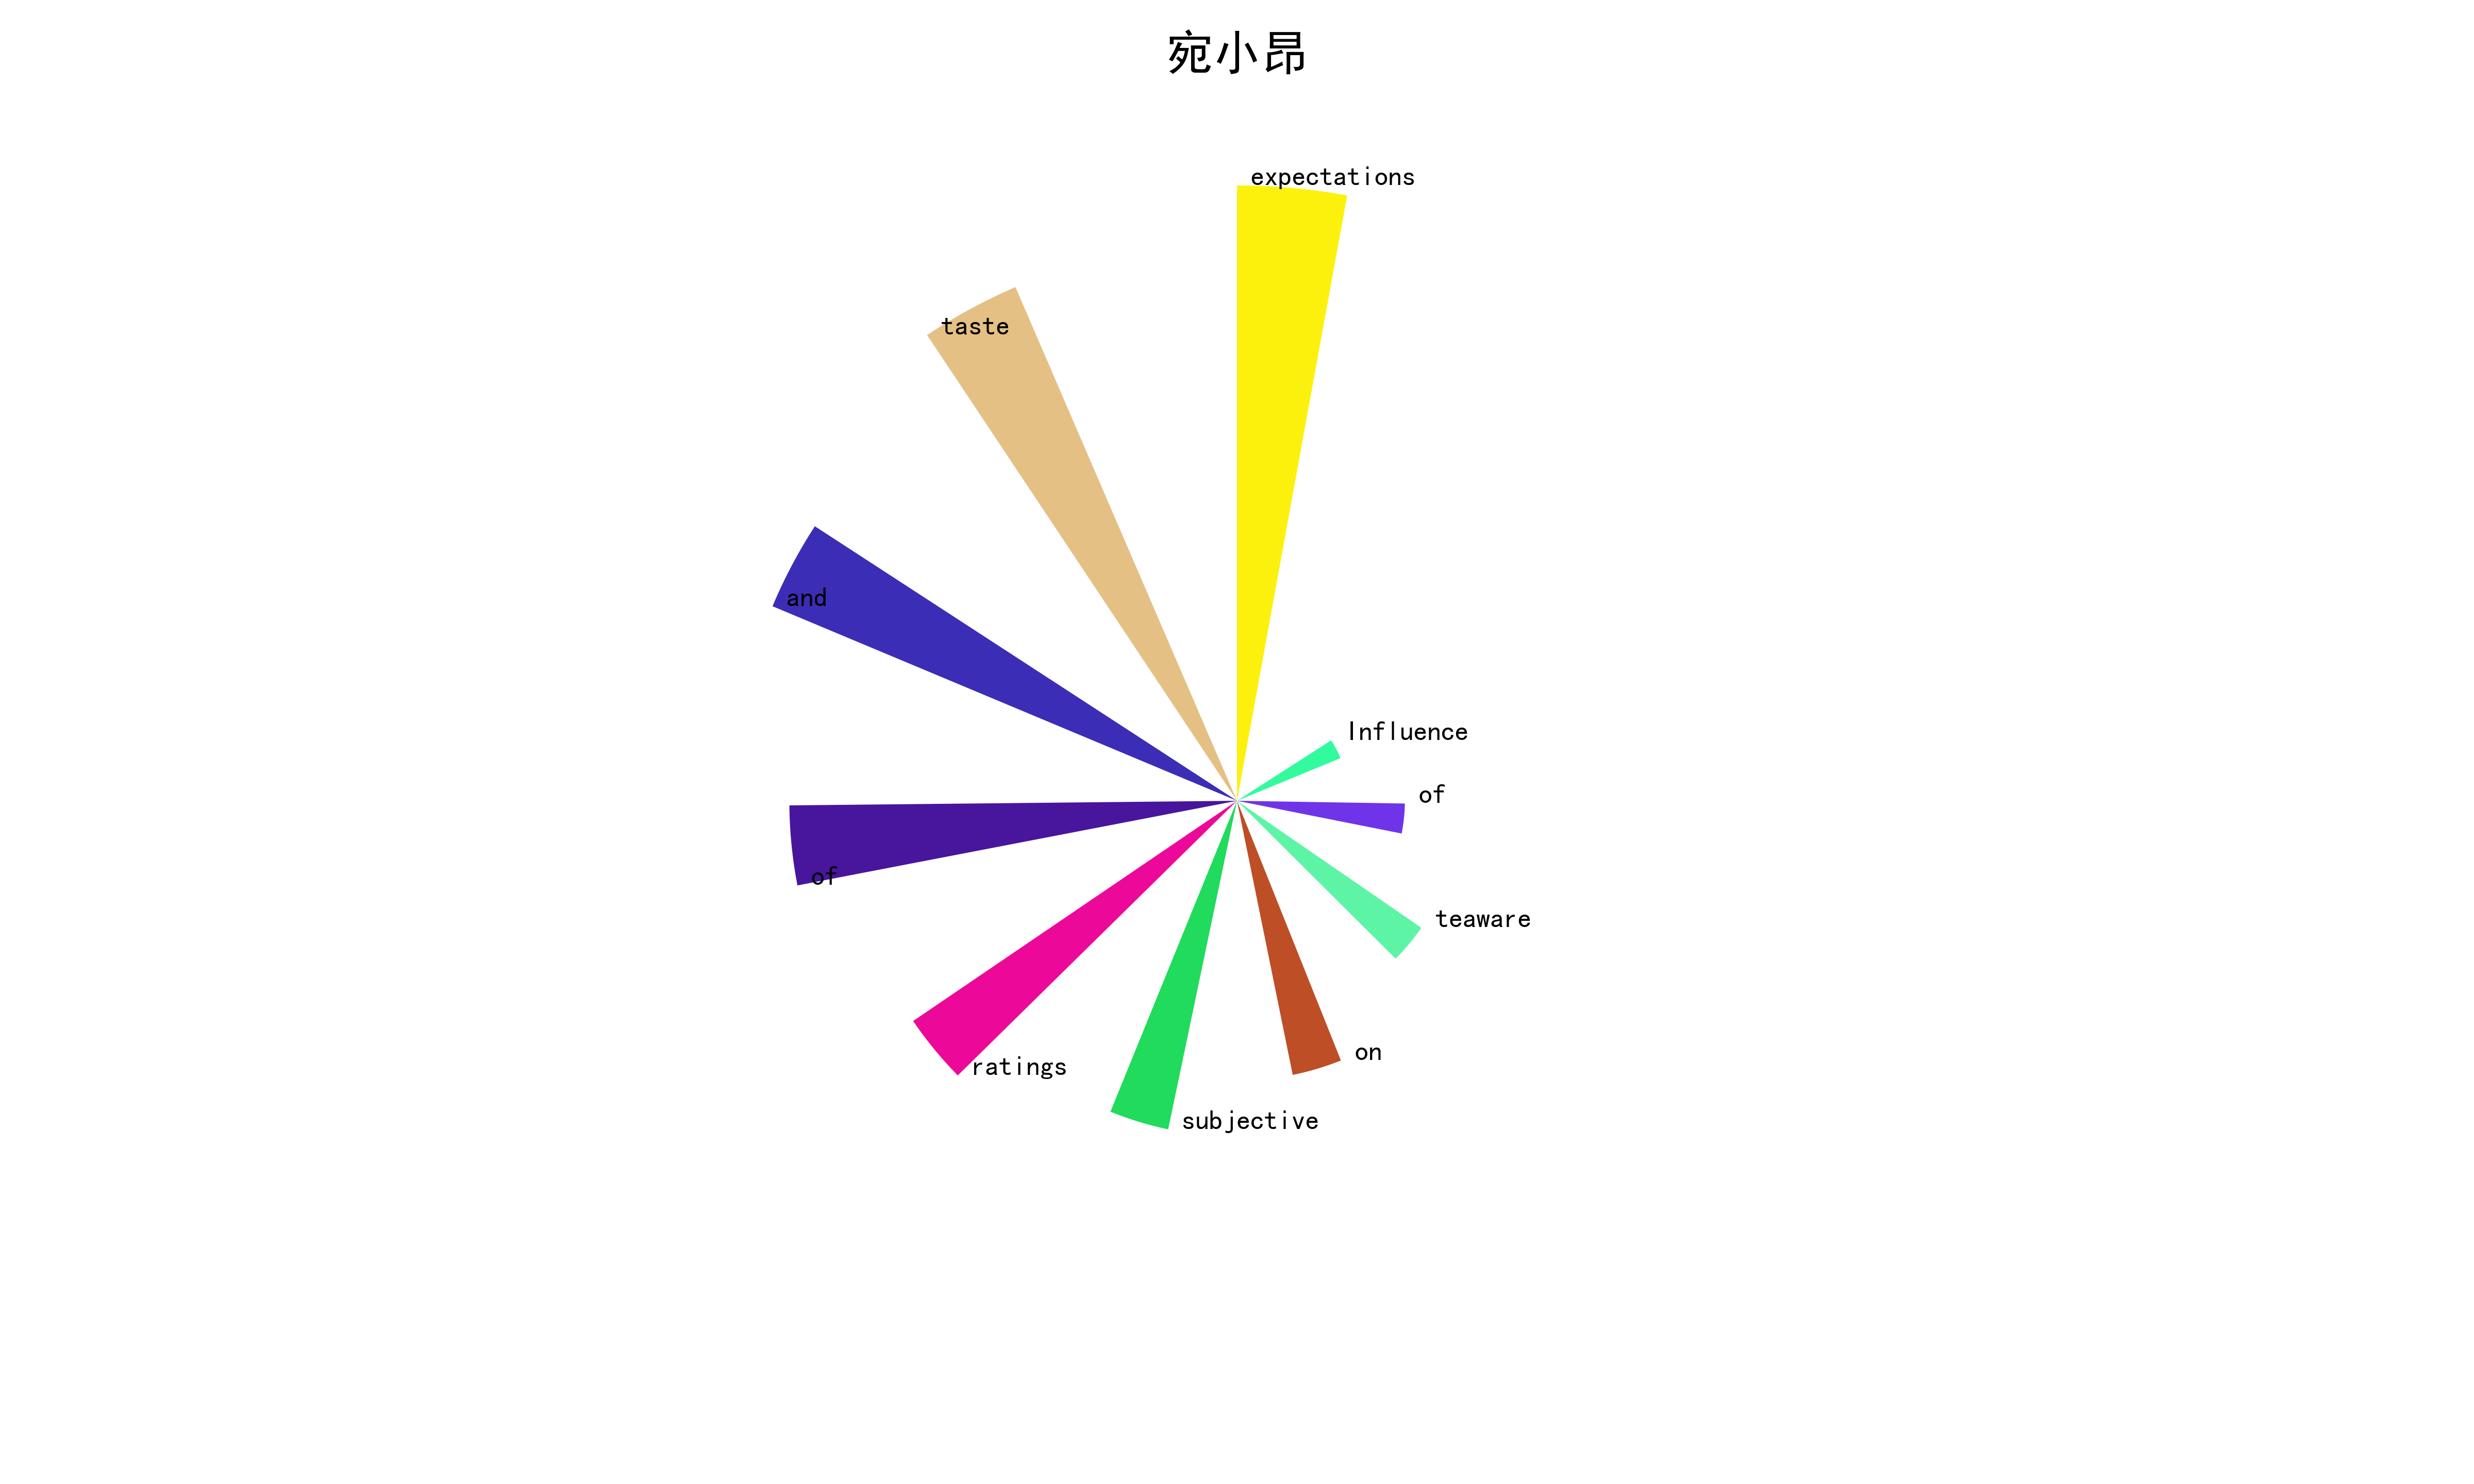 宛小昂
expectations
taste
and
Influence
of
of
teaware
on
ratings
subjective